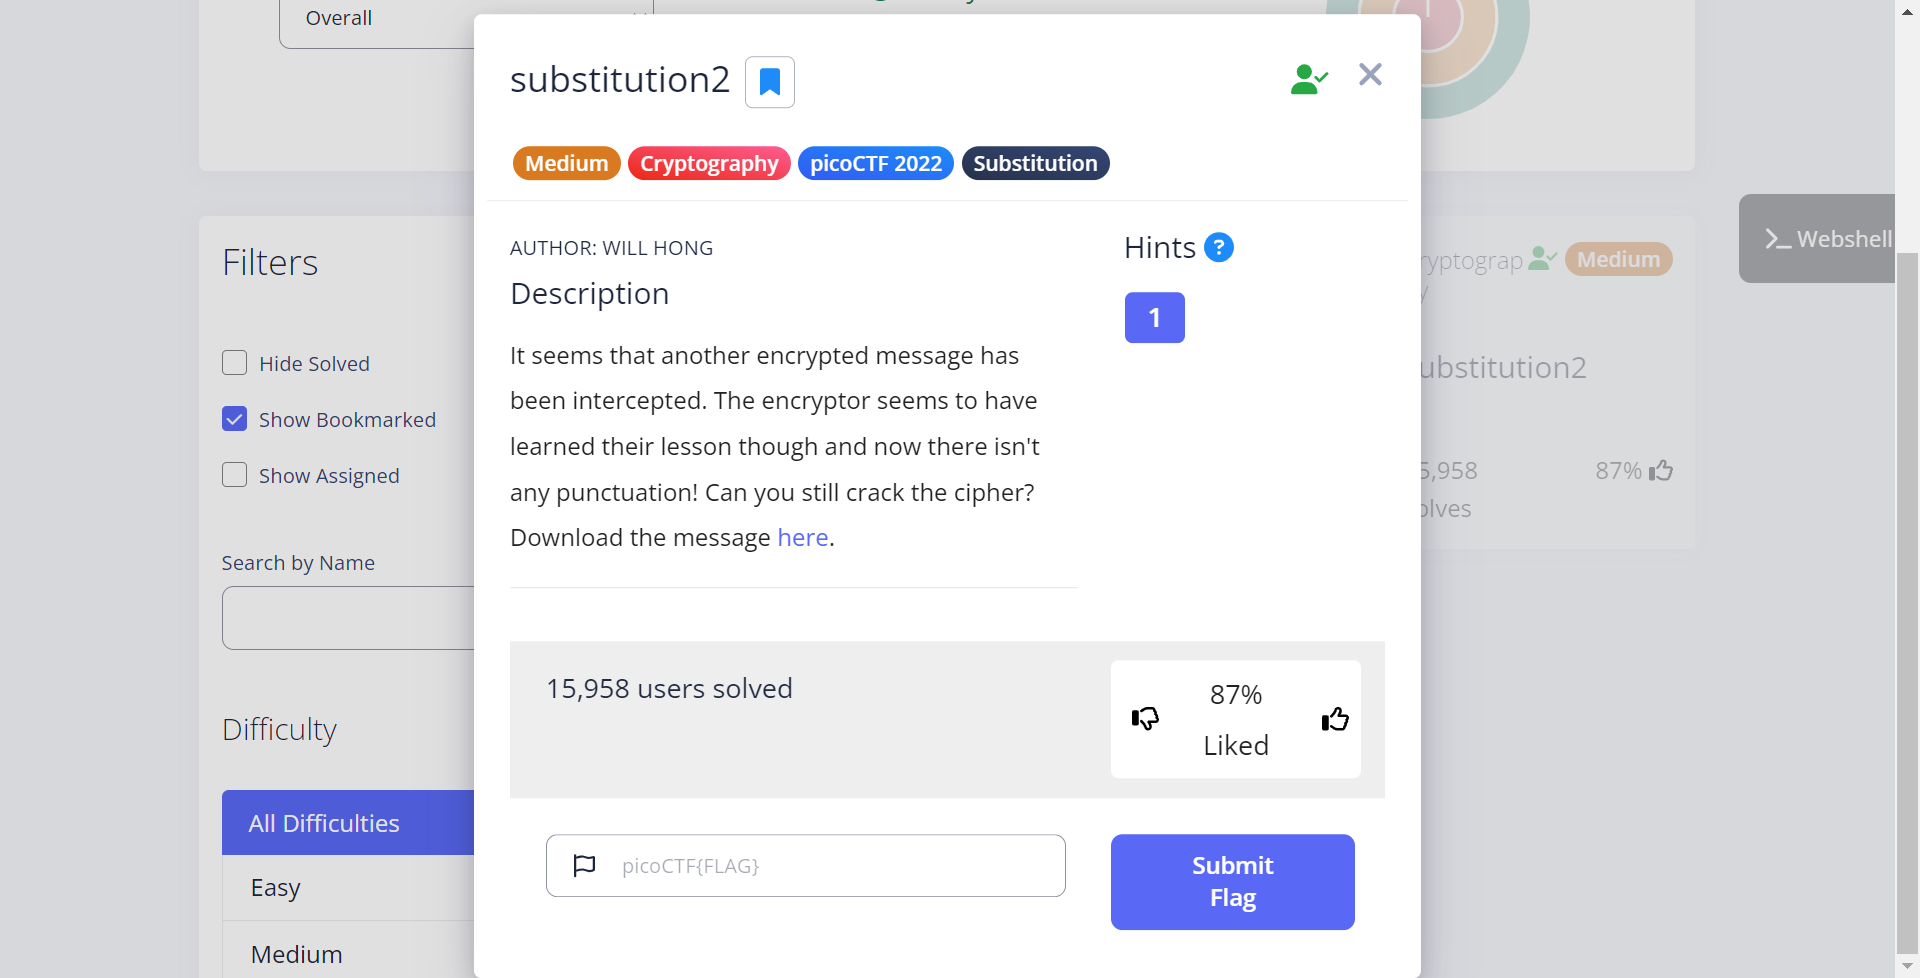 Overall
substitution2
Medium Cryptography picoCTF 2022 Substitution
AUTHOR: WILL HONG
Hints ?
Description
1
It seems that another encrypted message has
been intercepted. The encryptor seems to have
learned their lesson though and now there isn't
any punctuation! Can you still crack the cipher?
Download the message here.
15,958 users solved
87%
Liked
picoCTF{FLAG}
Submit
Flag
Filters
Hide Solved
Show Bookmarked
Show Assigned
Search by Name
Difficulty
All Difficulties
Easy
Medium
Webshell
ryptograp Medium
y
ubstitution2
5,958 87%
olves